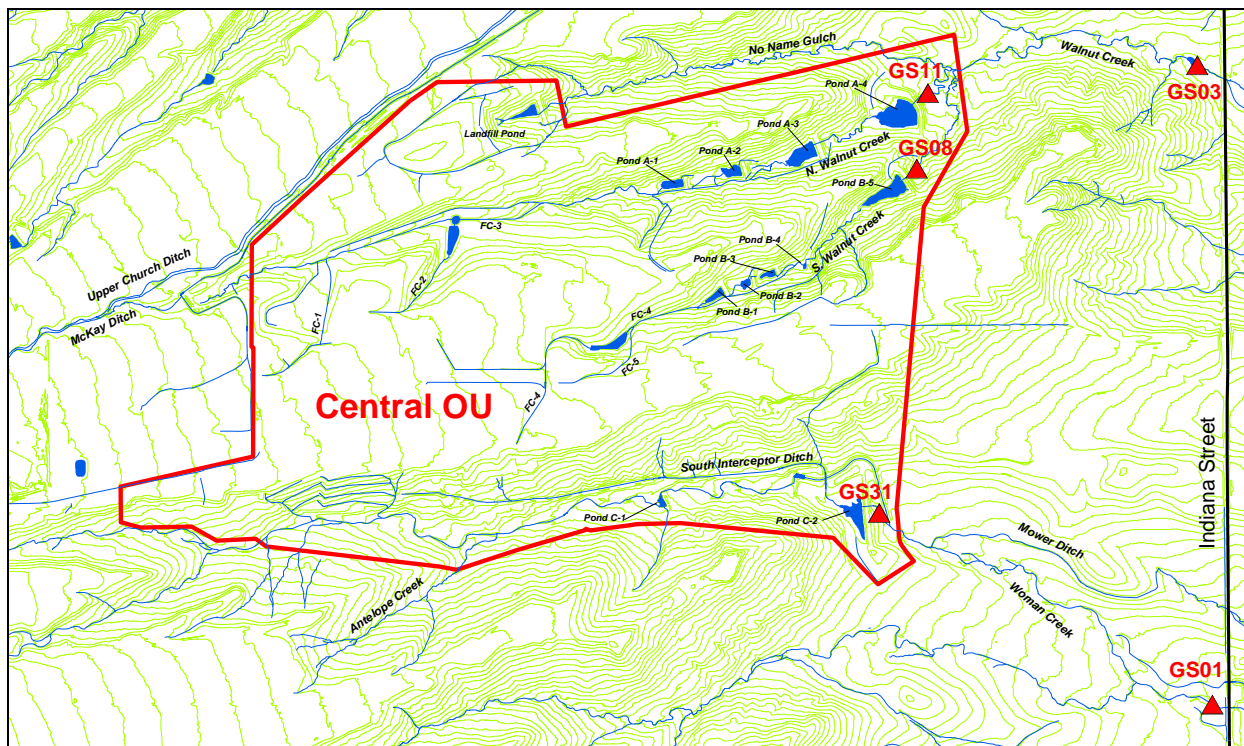 No Name Gulch
Walnut Creek
GS11
GS03
Pond A-4
Landfill Pond
Pond A-3
Pond A-2
Pond A-1
N. Walnut Creek
GS08
Pond B-5
FC-3
Pond B-4
S. Walnut Creek
Pond B-3
Upper Church Ditch
FC-2
Pond B-2
Pond B-1
McKay Ditch
FC-1
FC-4
FC-5
Central OU
FC-4
Indiana Street
South Interceptor Ditch
GS31
Pond C-1
Pond C-2
Mower Ditch
Antelope Creek
Woman Creek
GS01